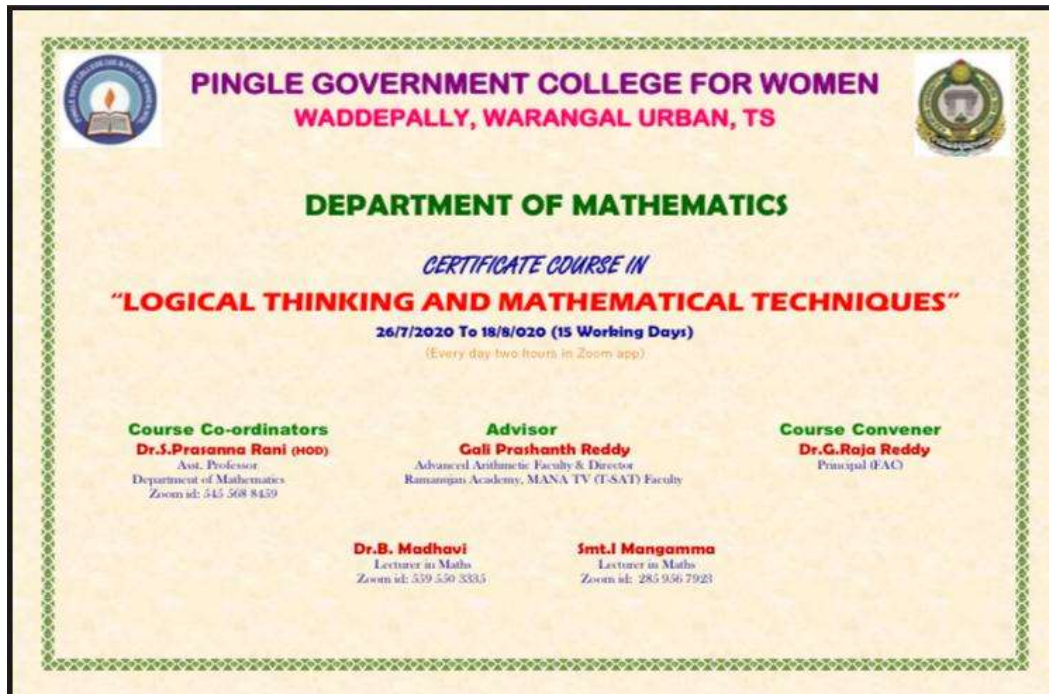 PINGLE GOVERNMENT COLLEGE FOR WOMEN
WADDEPALLY, WARANGAL URBAN, TS
DEPARTMENT OF MATHEMATICS
CERTIFICATE COURSE IN
“LOGICAL THINKING AND MATHEMATICAL TECHNIQUES”
26/7/2020 To 18/8/020 (15 Working Days)
(Every day two hours in Zoom app)
Course Co-ordinators
Dr.S.Prasanna Rani (HOD)
Asst. Professor
Department of Mathematics
Zoom id: 545 568 8459
Advisor
Gali Prashanth Reddy
Advanced Arithmetic Faculty & Director
Ramanujan Academy, MANA TV (T-SAT) Faculty
Course Convener
Dr.G.Raja Reddy
Principal (FAC)
Dr.B. Madhavi
Lecturer in Maths
Zoom id: 559 550 3335
Smt.I Mangamma
Lecturer in Maths
Zoom id: 285 956 7923